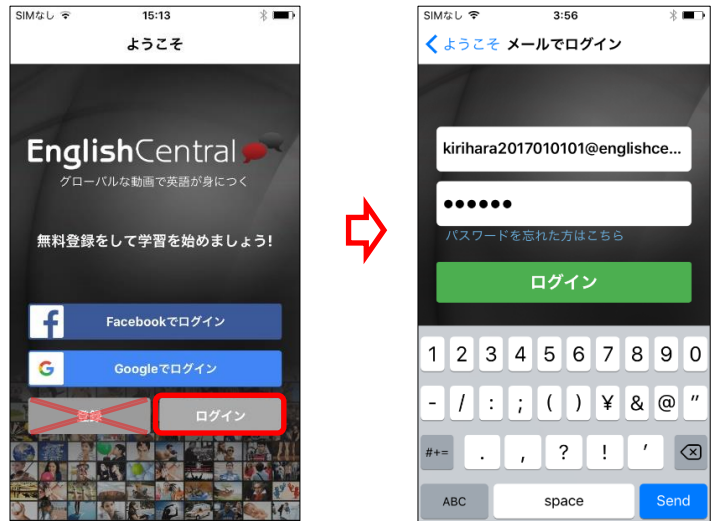 SIMなし 15:13
ようこそ
EnglishCentral
グローバルな動画で英語が身につく
無料登録をして学習を始めましょう!
f Facebookでログイン
G Googleでログイン
登録 ログイン
SIMなし 3:56
ようこそ メールでログイン
kirihara2017010101@englishce...
●●●●●●
パスワードを忘れた方はこちら
ログイン
1 2 3 4 5 6 7 8 9 0
- / : ; ( ) ¥ & @ "
#+= . , ? ! ′
ABC space Send